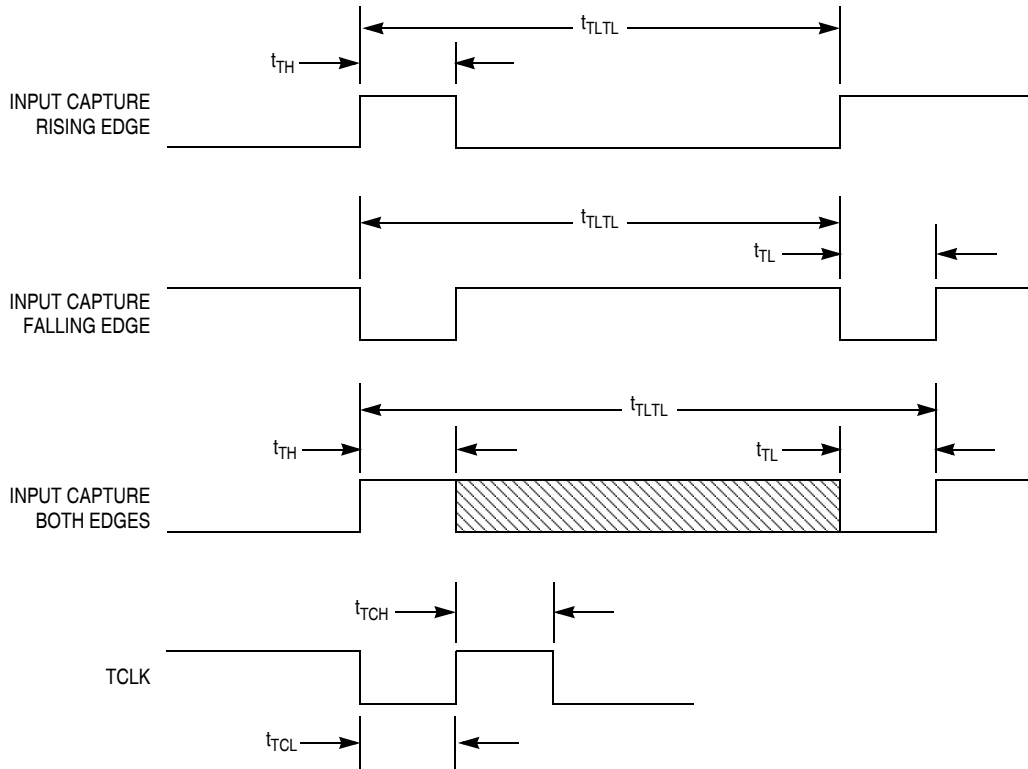 tTLTL
tTH
INPUT CAPTURE
RISING EDGE
tTLTL
tTL
INPUT CAPTURE
FALLING EDGE
tTLTL
tTH
tTL
INPUT CAPTURE
BOTH EDGES
tTCH
TCLK
tTCL